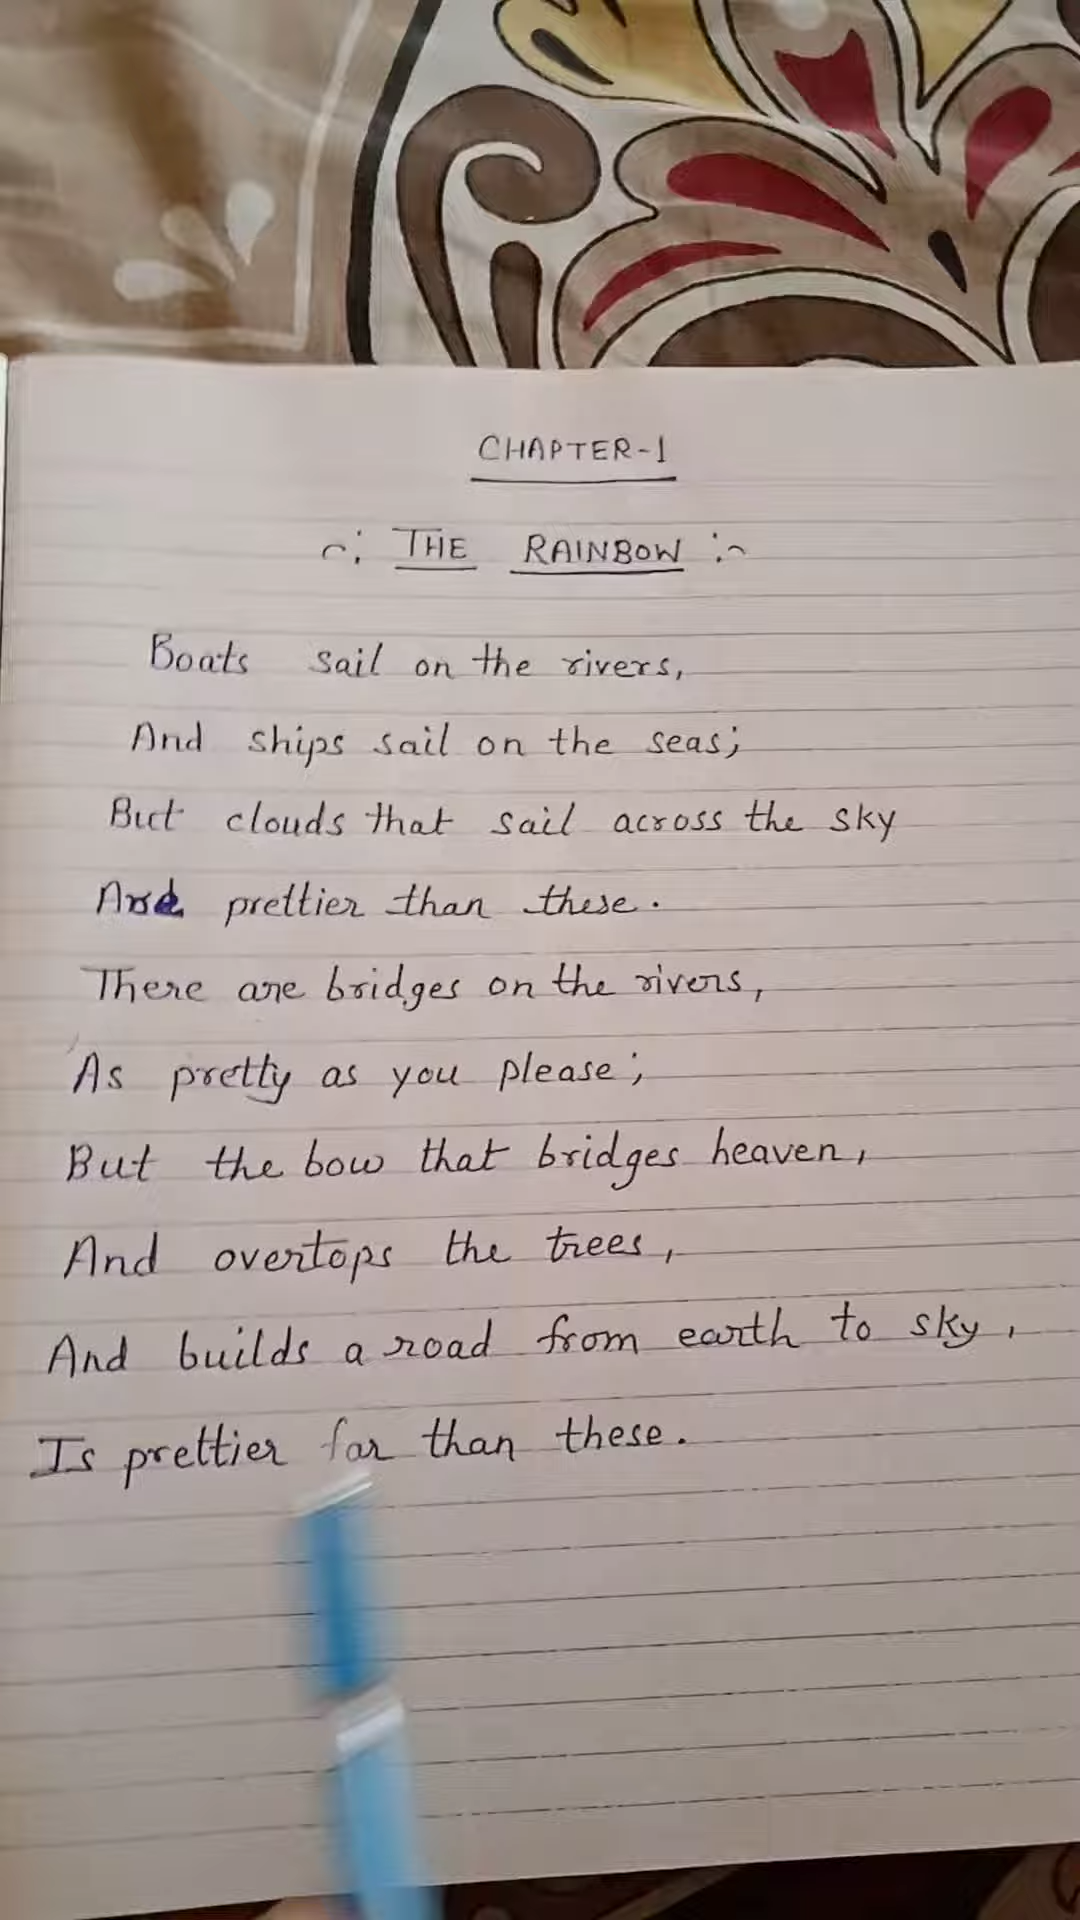 CHAPTER-1
~: THE RAINBOW :~
Boats sail on the rivers,
And ships sail on the seas;
But clouds that sail across the sky
Are prettier than these.
There are bridges on the rivers,
As pretty as you please;
But the bow that bridges heaven,
And overtops the trees,
And builds a road from earth to sky,
Is prettier far than these.